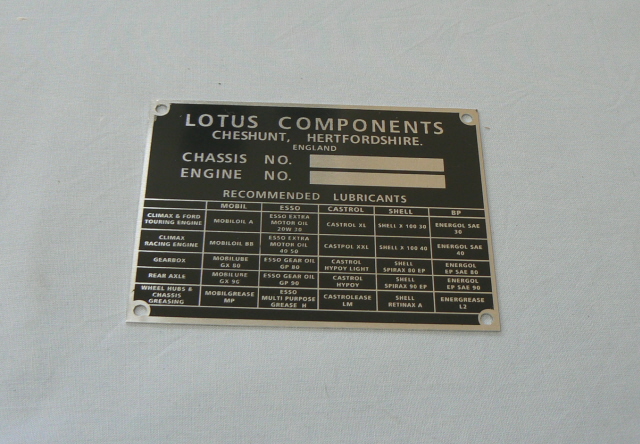 LOTUS COMPONENTS
CHESHUNT, HERTFORDSHIRE.
ENGLAND
CHASSIS NO.
ENGINE NO.
RECOMMENDED LUBRICANTS
MOBIL ESSO CASTROL SHELL BP
CLIMAX & FORD TOURING ENGINE MOBILOIL A ESSO EXTRA MOTOR OIL 20W 30 CASTROL XL SHELL X 100 30 ENERGOL SAE 30
CLIMAX RACING ENGINE MOBILOIL BB ESSO EXTRA MOTOR OIL 40 50 CASTPOL XXL SHELL X 100 40 ENERGOL SAE 40
GEARBOX MOBILUBE GX 80 ESSO GEAR OIL GP 80 CASTROL HYPOY LIGHT SHELL SPIRAX 80 EP ENERGOL EP SAE 80
REAR AXLE MOBILURE GX 90 ESSO GEAR OIL GP 90 CASTROL HYPOY SHELL SPIRAX 90 EP ENERGOL EP SAE 90
WHEEL HUBS & CHASSIS GREASING MOBILGREASE MP ESSO MULTI PURPOSE GREASE H CASTROLEASE LM SHELL RETINAX A ENERGREASE L2